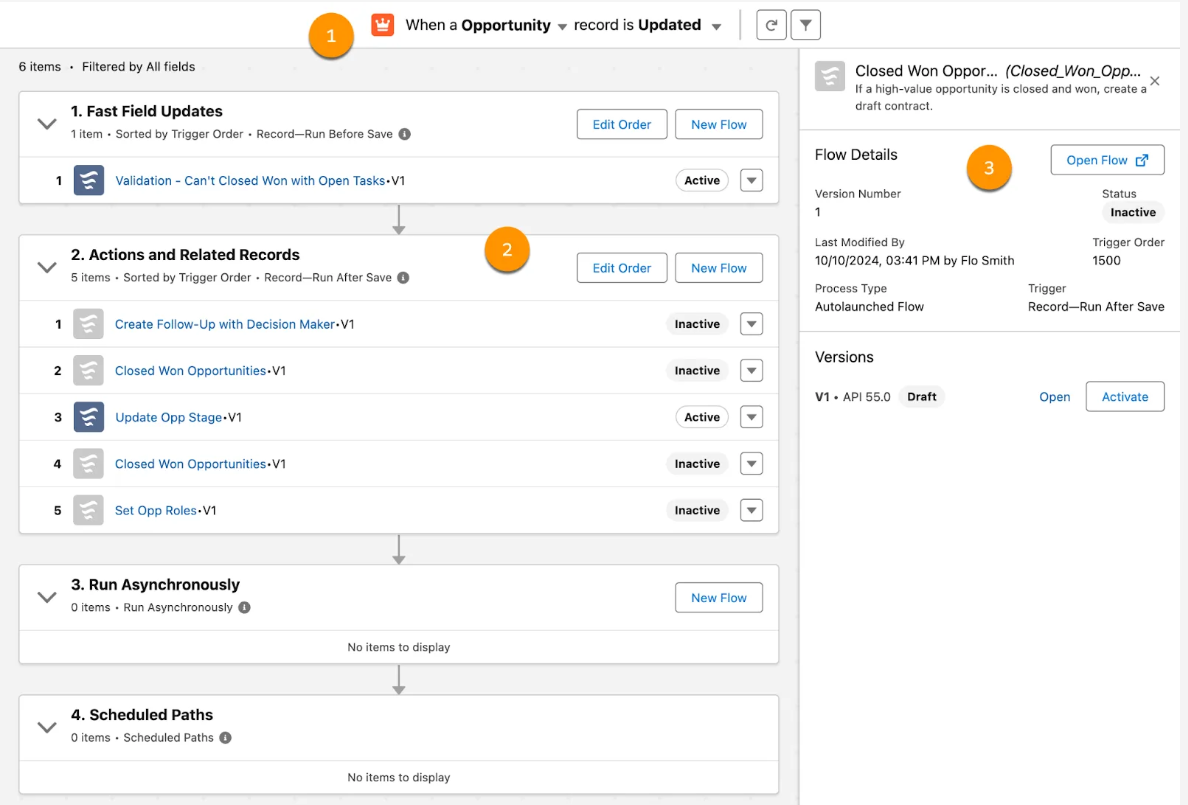 1
When a Opportunity record is Updated
6 items • Filtered by All fields
1. Fast Field Updates
1 item • Sorted by Trigger Order • Record—Run Before Save
Edit Order
New Flow
1 Validation - Can't Closed Won with Open Tasks•V1 Active
2. Actions and Related Records
5 items • Sorted by Trigger Order • Record—Run After Save
2
Edit Order
New Flow
1 Create Follow-Up with Decision Maker•V1 Inactive
2 Closed Won Opportunities•V1 Inactive
3 Update Opp Stage•V1 Active
4 Closed Won Opportunities•V1 Inactive
5 Set Opp Roles•V1 Inactive
3. Run Asynchronously
0 items • Run Asynchronously
New Flow
No items to display
4. Scheduled Paths
0 items • Scheduled Paths
No items to display
Closed Won Oppor... (Closed_Won_Opp...
If a high-value opportunity is closed and won, create a
draft contract.
Flow Details
3
Open Flow
Version Number
1
Status
Inactive
Last Modified By
10/10/2024, 03:41 PM by Flo Smith
Trigger Order
1500
Process Type
Autolaunched Flow
Trigger
Record—Run After Save
Versions
V1 • API 55.0 Draft Open Activate